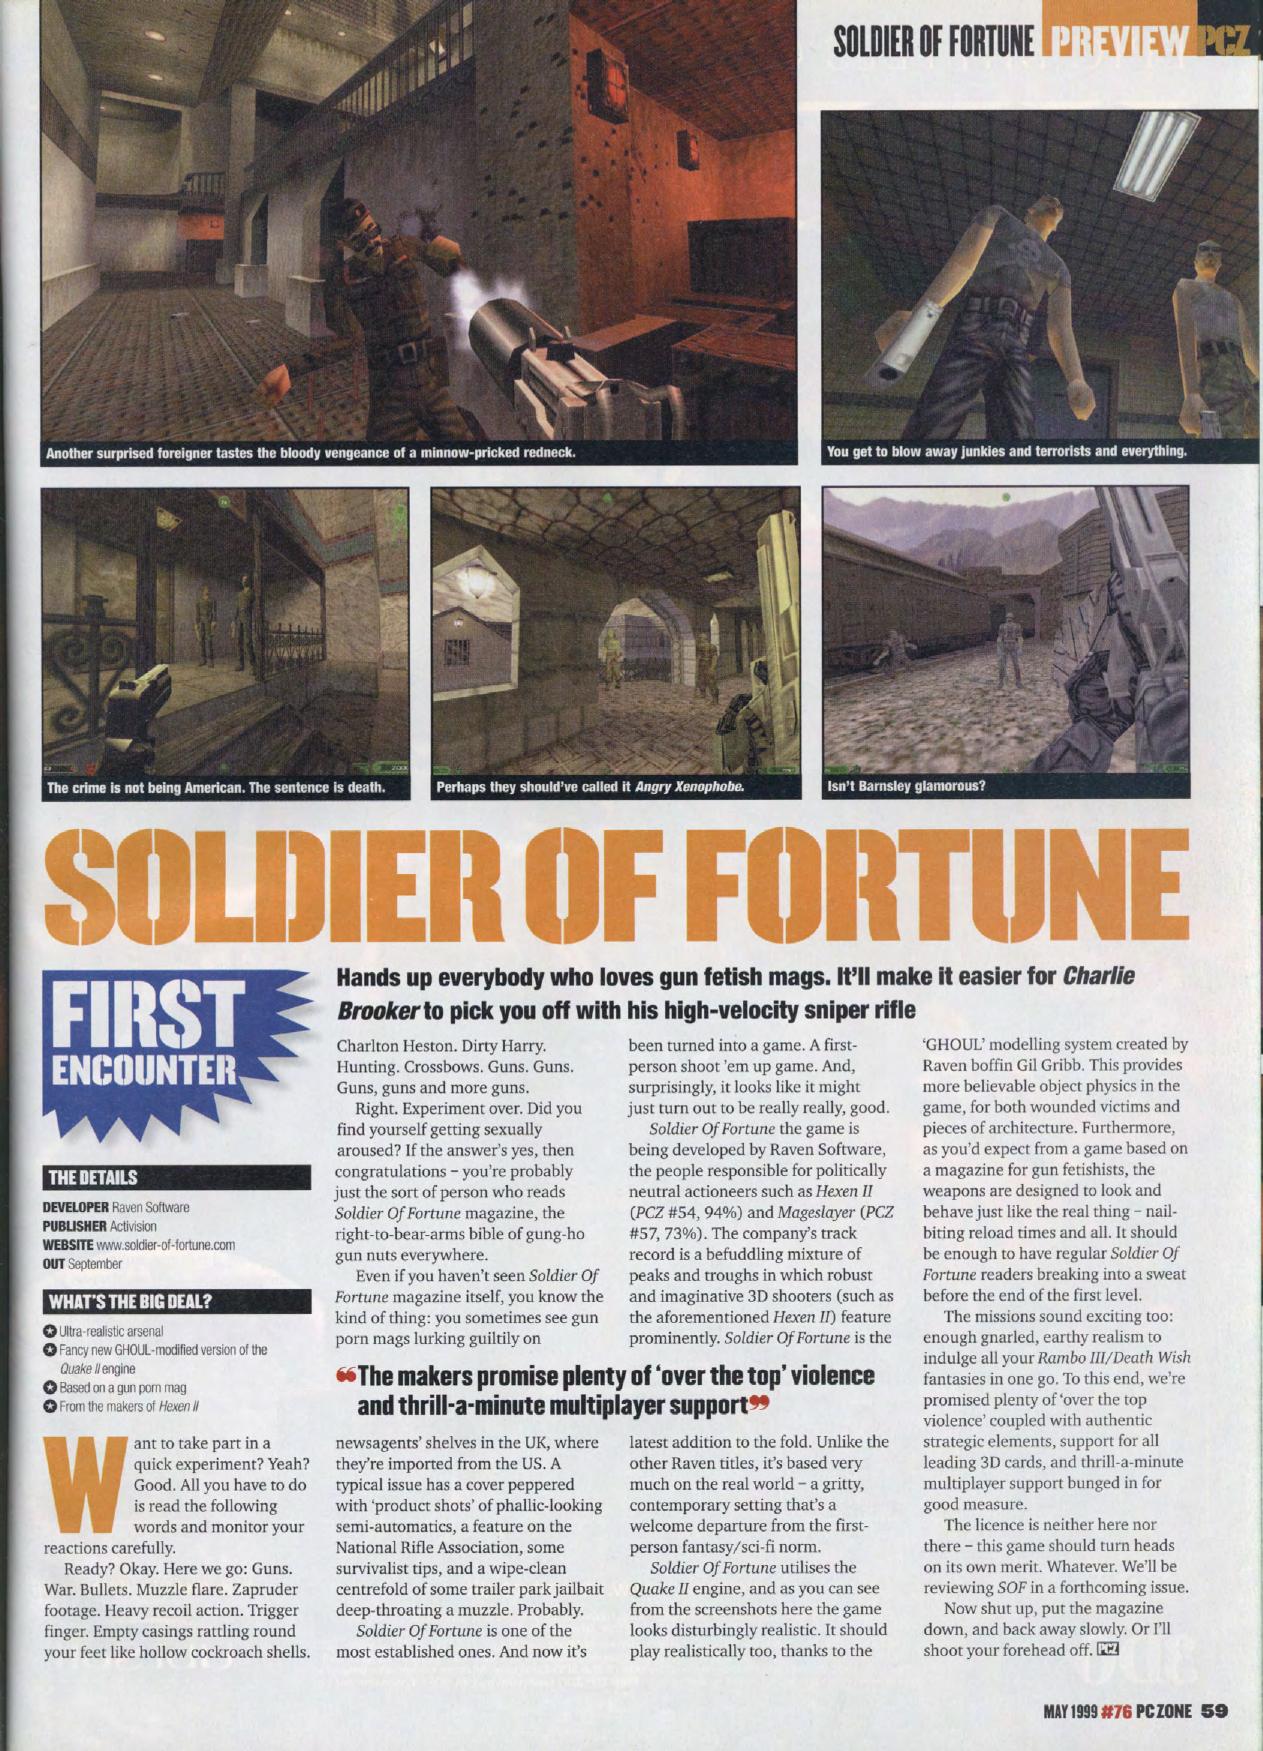 SOLDIER OF FORTUNE PREVIEW PCZ
Another surprised foreigner tastes the bloody vengeance of a minnow-pricked redneck.
You get to blow away junkies and terrorists and everything.
The crime is not being American. The sentence is death.
Perhaps they should've called it Angry Xenophobe.
Isn't Barnsley glamorous?
SOLDIER OF FORTUNE
FIRST
ENCOUNTER
Hands up everybody who loves gun fetish mags. It'll make it easier for Charlie
Brooker to pick you off with his high-velocity sniper rifle
THE DETAILS
DEVELOPER Raven Software
PUBLISHER Activision
WEBSITE www.soldier-of-fortune.com
OUT September
WHAT'S THE BIG DEAL?
Ultra-realistic arsenal
Fancy new GHOUL-modified version of the
Quake II engine
Based on a gun porn mag
From the makers of Hexen II
Want to take part in a
quick experiment? Yeah?
Good. All you have to do
is read the following
words and monitor your
reactions carefully.
Ready? Okay. Here we go: Guns.
War. Bullets. Muzzle flare. Zapruder
footage. Heavy recoil action. Trigger
finger. Empty casings rattling round
your feet like hollow cockroach shells.
Charlton Heston. Dirty Harry.
Hunting. Crossbows. Guns. Guns.
Guns, guns and more guns.
Right. Experiment over. Did you
find yourself getting sexually
aroused? If the answer's yes, then
congratulations – you're probably
just the sort of person who reads
Soldier Of Fortune magazine, the
right-to-bear-arms bible of gung-ho
gun nuts everywhere.
Even if you haven't seen Soldier Of
Fortune magazine itself, you know the
kind of thing: you sometimes see gun
porn mags lurking guiltily on
newsagents' shelves in the UK, where
they're imported from the US. A
typical issue has a cover peppered
with 'product shots' of phallic-looking
semi-automatics, a feature on the
National Rifle Association, some
survivalist tips, and a wipe-clean
centrefold of some trailer park jailbait
deep-throating a muzzle. Probably.
Soldier Of Fortune is one of the
most established ones. And now it's
been turned into a game. A first-
person shoot 'em up game. And,
surprisingly, it looks like it might
just turn out to be really really, good.
Soldier Of Fortune the game is
being developed by Raven Software,
the people responsible for politically
neutral actioneers such as Hexen II
(PCZ #54, 94%) and Mageslayer (PCZ
#57, 73%). The company's track
record is a befuddling mixture of
peaks and troughs in which robust
and imaginative 3D shooters (such as
the aforementioned Hexen II) feature
prominently. Soldier Of Fortune is the
"The makers promise plenty of 'over the top' violence
and thrill-a-minute multiplayer support"
latest addition to the fold. Unlike the
other Raven titles, it's based very
much on the real world – a gritty,
contemporary setting that's a
welcome departure from the first-
person fantasy/sci-fi norm.
Soldier Of Fortune utilises the
Quake II engine, and as you can see
from the screenshots here the game
looks disturbingly realistic. It should
play realistically too, thanks to the
'GHOUL' modelling system created by
Raven boffin Gil Gribb. This provides
more believable object physics in the
game, for both wounded victims and
pieces of architecture. Furthermore,
as you'd expect from a game based on
a magazine for gun fetishists, the
weapons are designed to look and
behave just like the real thing – nail-
biting reload times and all. It should
be enough to have regular Soldier Of
Fortune readers breaking into a sweat
before the end of the first level.
The missions sound exciting too:
enough gnarled, earthy realism to
indulge all your Rambo III/Death Wish
fantasies in one go. To this end, we're
promised plenty of 'over the top
violence' coupled with authentic
strategic elements, support for all
leading 3D cards, and thrill-a-minute
multiplayer support bunged in for
good measure.
The licence is neither here nor
there – this game should turn heads
on its own merit. Whatever. We'll be
reviewing SOF in a forthcoming issue.
Now shut up, put the magazine
down, and back away slowly. Or I'll
shoot your forehead off. PCZ
MAY 1999 #76 PC ZONE 59